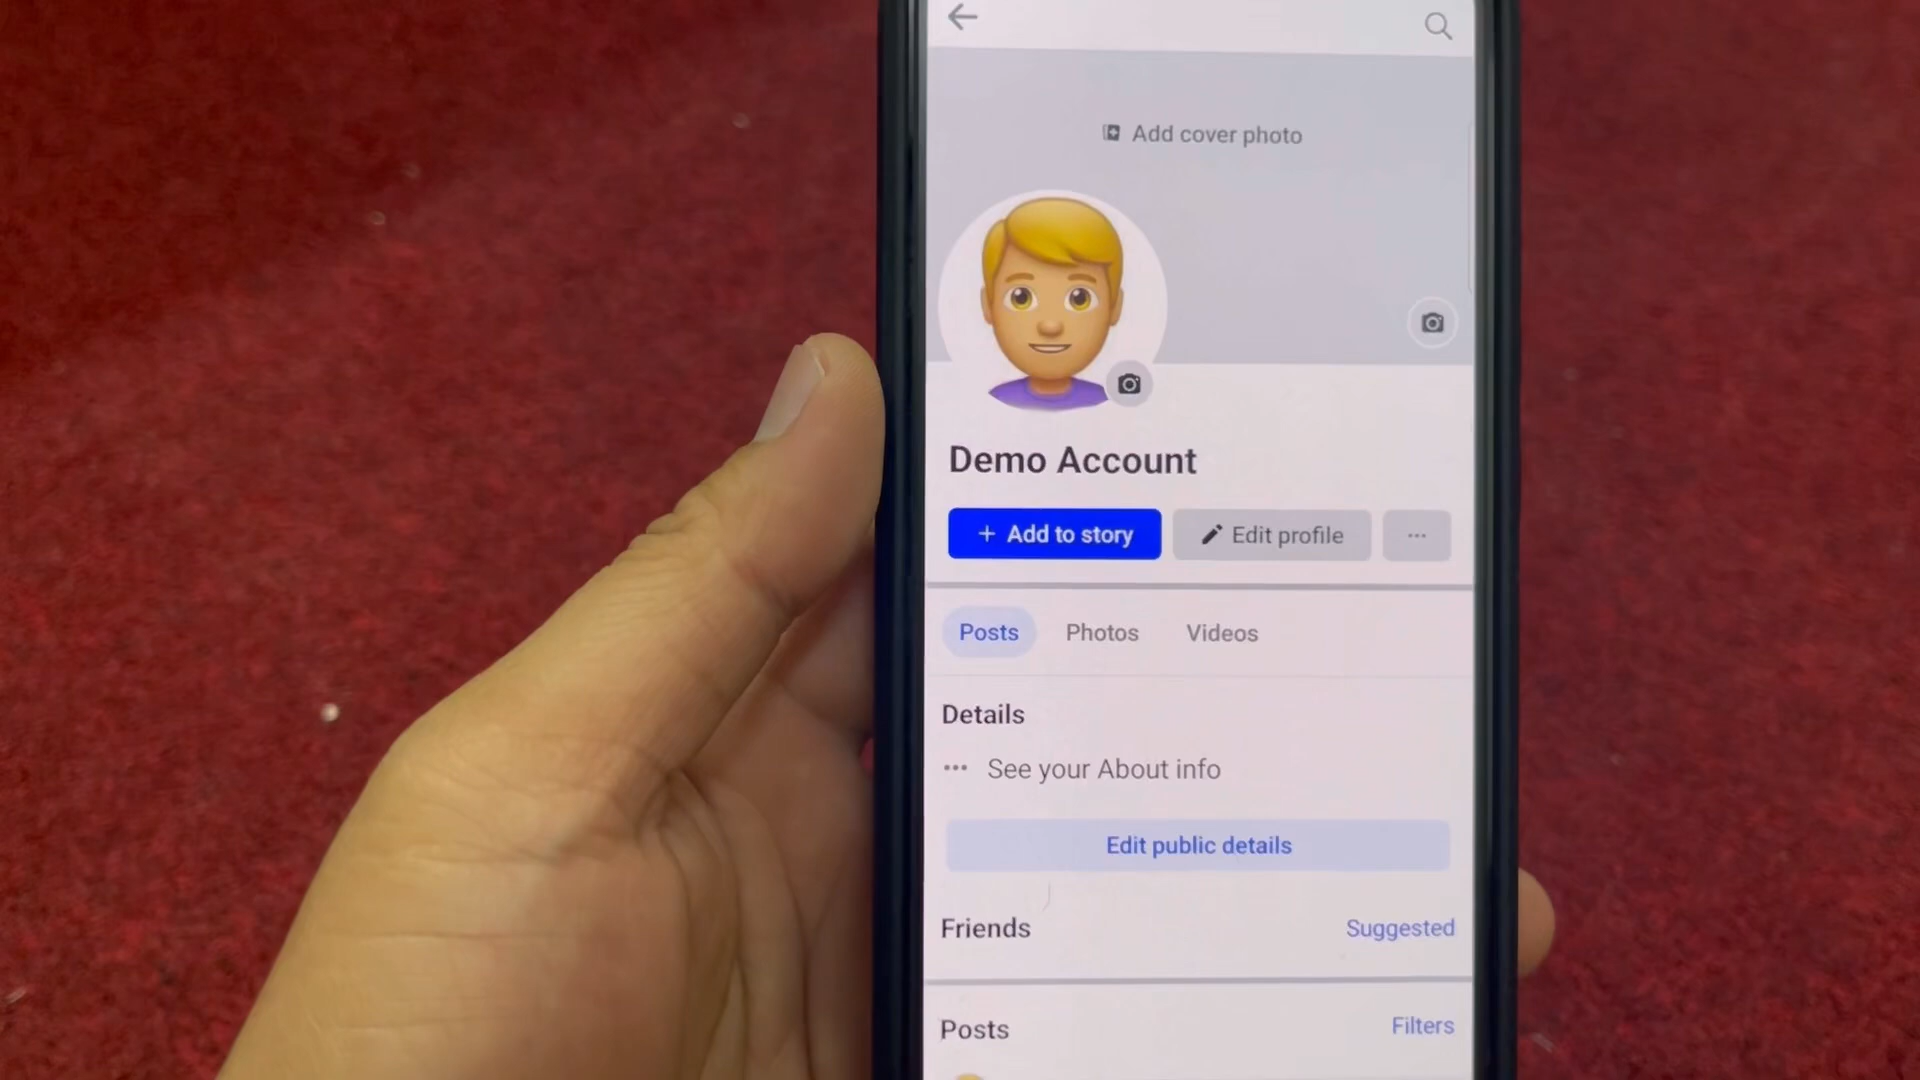 Add cover photo
Demo Account
+ Add to story
Edit profile
Posts
Photos
Videos
Details
See your About info
Edit public details
Friends
Suggested
Posts
Filters